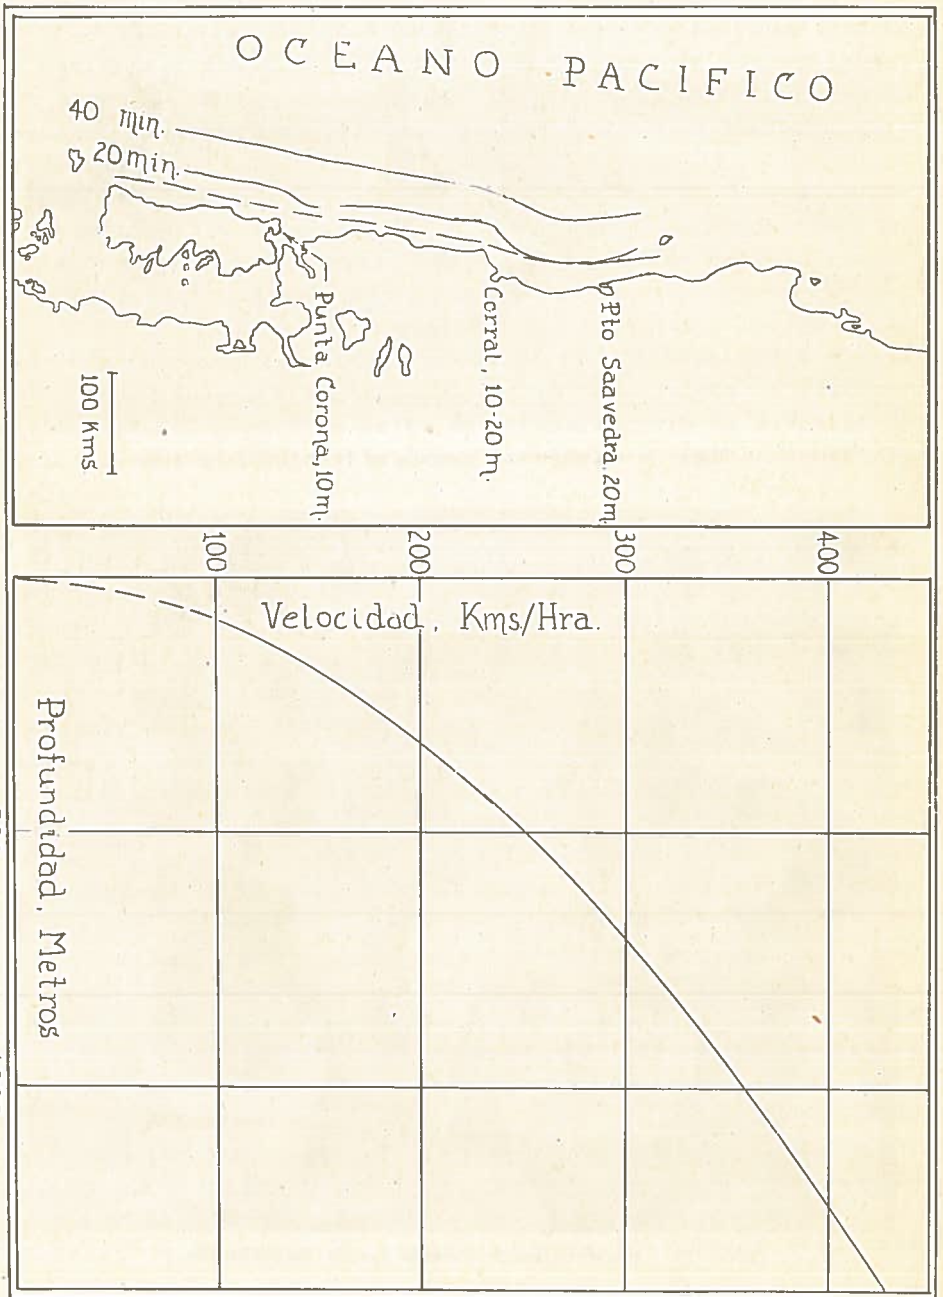 OCEANO PACIFICO
40 min.
20 min.
Punta Corona, 10 m.
Corral, 10-20 m.
Pto Saavedra, 20 m.
100 Kms.
100
200
300
400
Velocidad, Kms/Hra.
Profundidad, Metros